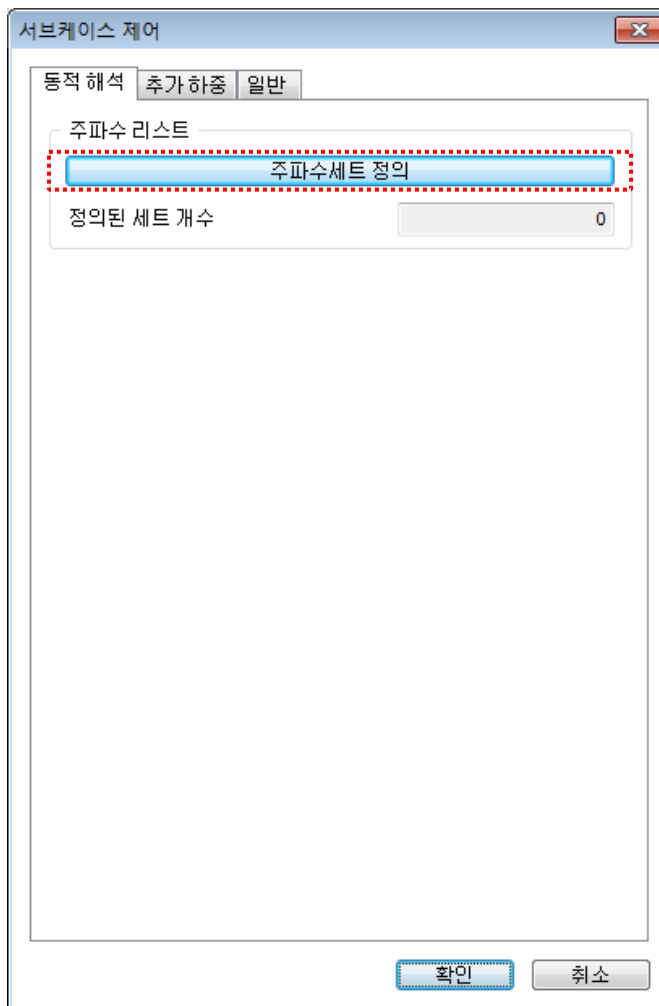 서브케이스 제어
동적 해석 추가 하중 일반
주파수 리스트
주파수세트 정의
정의된 세트 개수 0
확인 취소